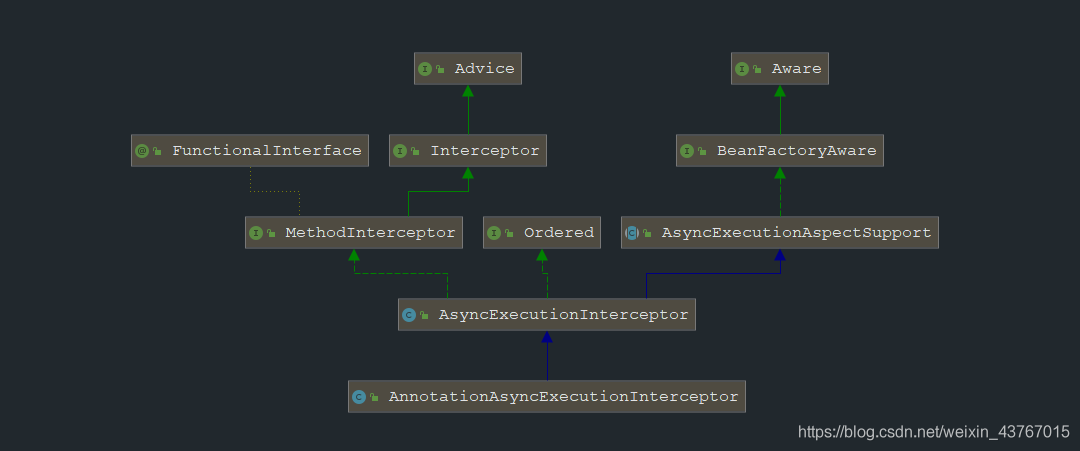 Advice
Aware
FunctionalInterface
Interceptor
BeanFactoryAware
MethodInterceptor
Ordered
AsyncExecutionAspectSupport
AsyncExecutionInterceptor
AnnotationAsyncExecutionInterceptor
https://blog.csdn.net/weixin_43767015